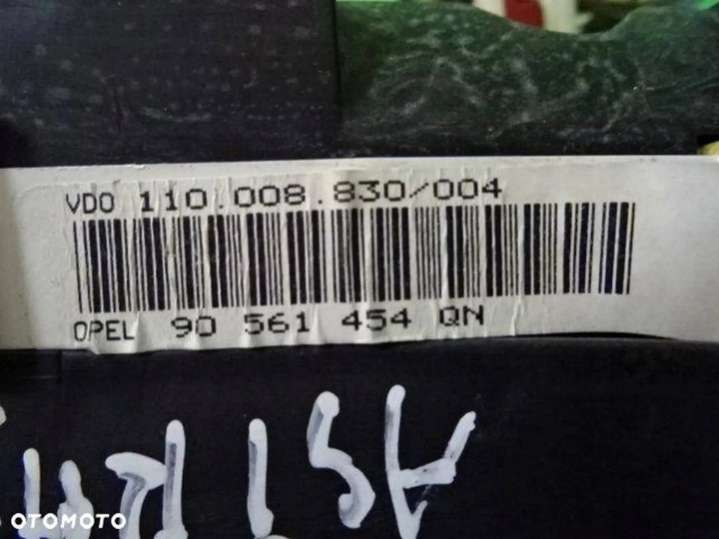 VDO 110.008.830/004
OPEL 90 561 454 QN
OTOMOTO